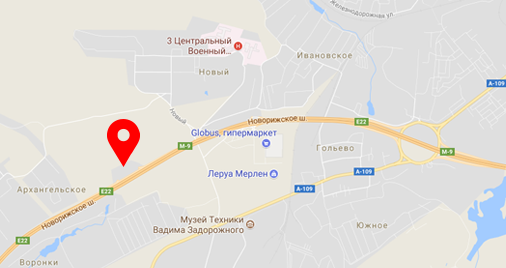 Железнодорожная ул.
3 Центральный
Военный...
Ивановское
Новый
А-109
Новый
Новорижское ш.
E22
Globus, гипермаркет
М-9
Гольево
М-9
E22
Леруа Мерлен
А-109
Архангельское
E22
А-109
Новорижское ш.
Музей Техники
Вадима Задорожного
Южное
E22
Воронки